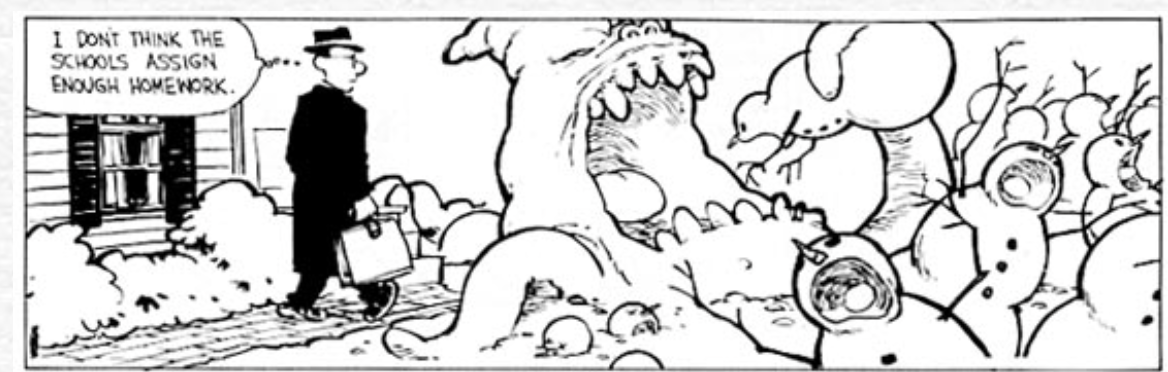 I DON'T THINK THE
SCHOOLS ASSIGN
ENOUGH HOMEWORK.